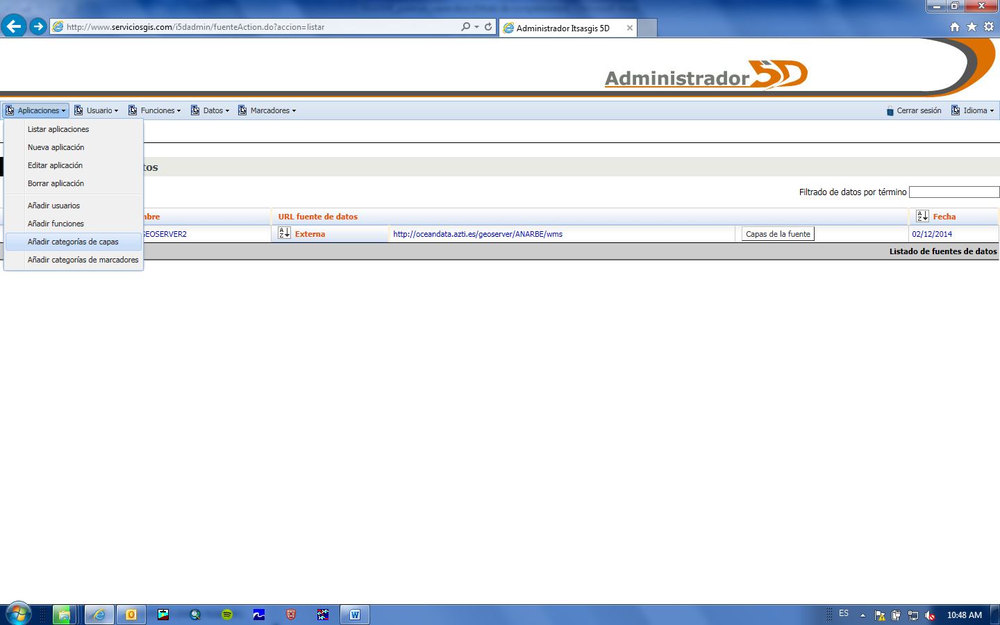 http://www.serviciosgis.com/i5dadmin/fuenteAction.do?accion=listar
Administrador Itsasgis 5D
Administrador 5D
Aplicaciones Usuario Funciones Datos Marcadores Cerrar sesión Idioma
Listar aplicaciones
Nueva aplicación
Editar aplicación
Borrar aplicación
Añadir usuarios
Añadir funciones
Añadir categorías de capas
Añadir categorías de marcadores
tos
Filtrado de datos por término
mbre URL fuente de datos Fecha
GEOSERVER2 Externa http://oceandata.azti.es/geoserver/ANARBE/wms Capas de la fuente 02/12/2014
Listado de fuentes de datos
ES 10:48 AM